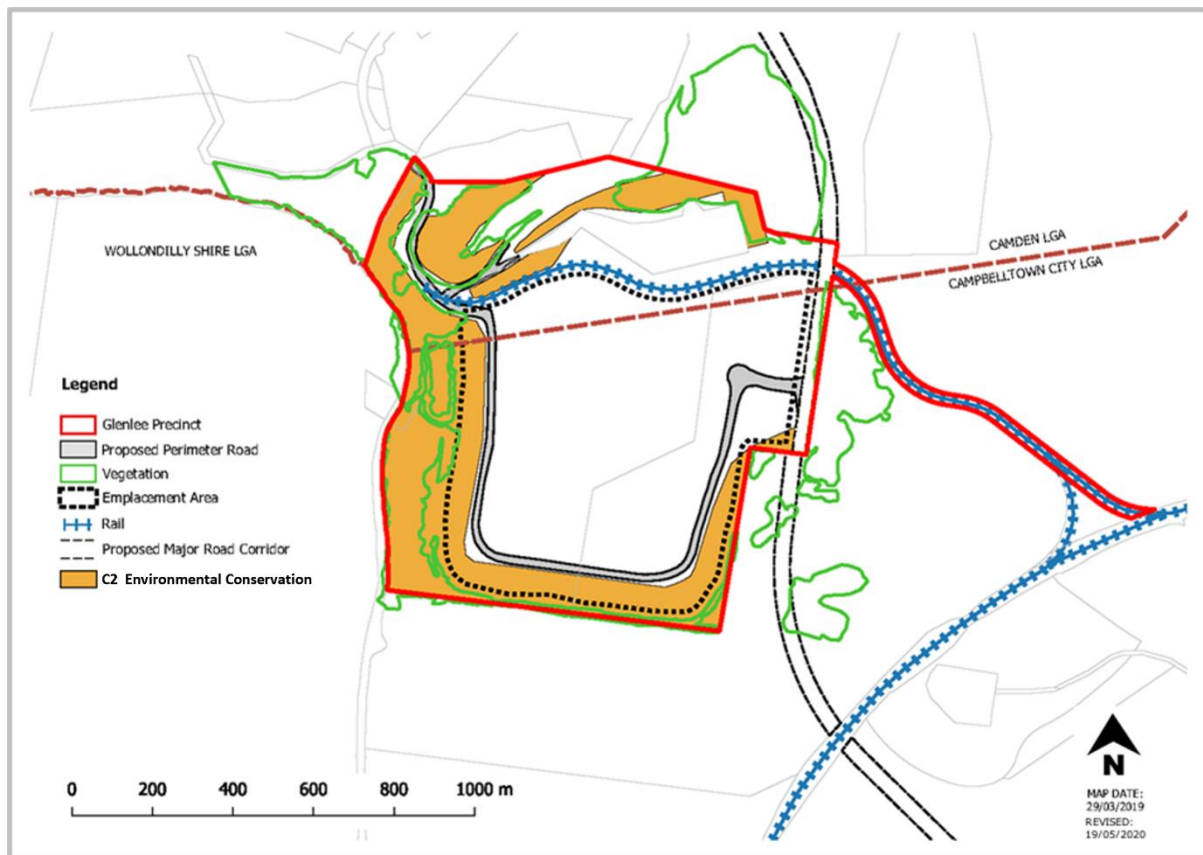 WOLLONDILLY SHIRE LGA
CAMDEN LGA
CAMPBELLTOWN CITY LGA
Legend
Glenlee Precinct
Proposed Perimeter Road
Vegetation
Emplacement Area
Rail
Proposed Major Road Corridor
C2 Environmental Conservation
0 200 400 600 800 1000 m
N
MAP DATE:
29/03/2019
REVISED:
19/05/2020